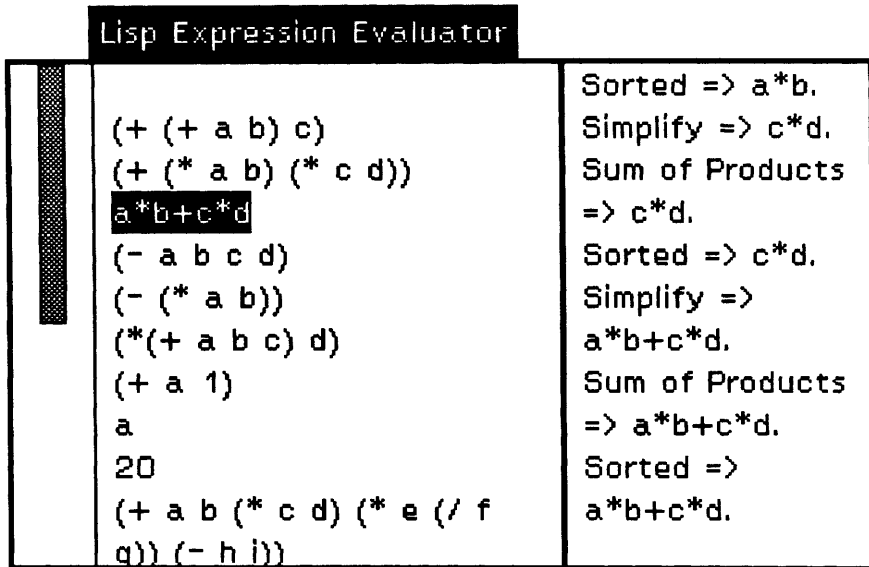 Lisp Expression Evaluator
(+ (+ a b) c)
(+ (* a b) (* c d))
a*b+c*d
(- a b c d)
(- (* a b))
(*(+ a b c) d)
(+ a 1)
a
20
(+ a b (* c d) (* e (/ f
g)) (- h i))
Sorted => a*b.
Simplify => c*d.
Sum of Products
=> c*d.
Sorted => c*d.
Simplify =>
a*b+c*d.
Sum of Products
=> a*b+c*d.
Sorted =>
a*b+c*d.